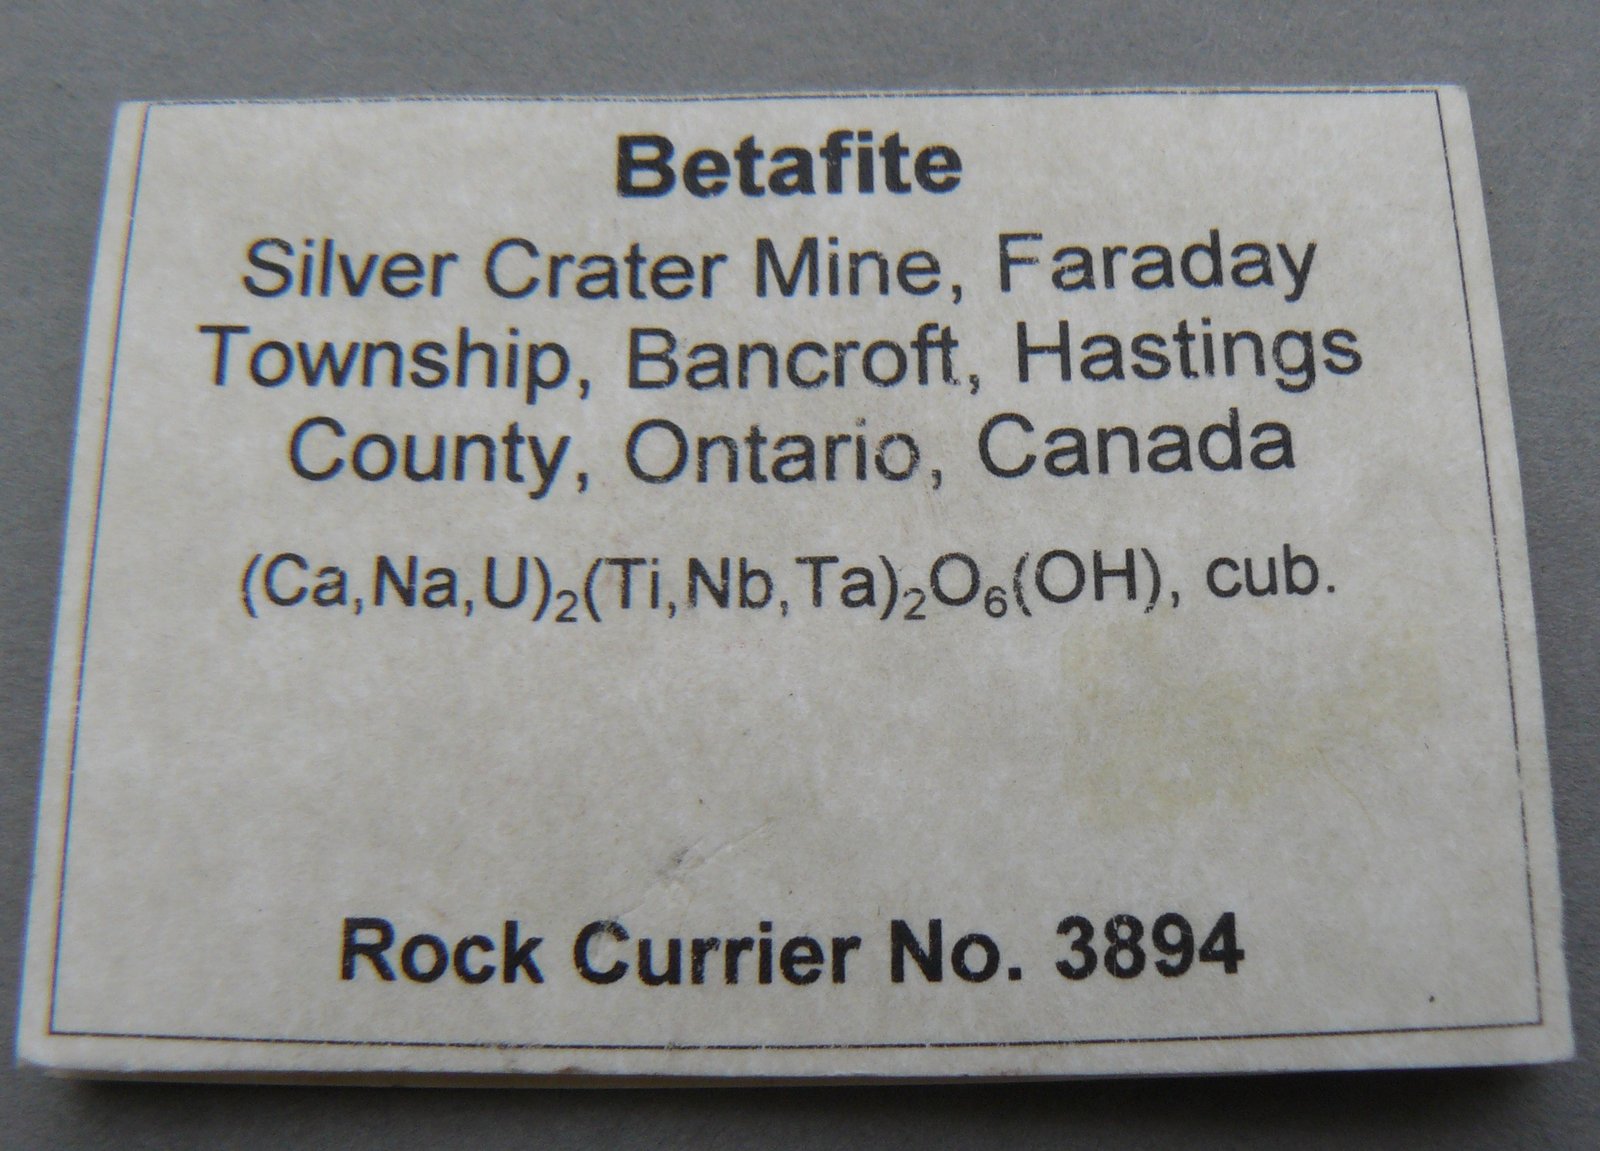 Betafite
Silver Crater Mine, Faraday
Township, Bancroft, Hastings
County, Ontario, Canada
(Ca,Na,U)₂(Ti,Nb,Ta)₂O₆(OH), cub.
Rock Currier No. 3894